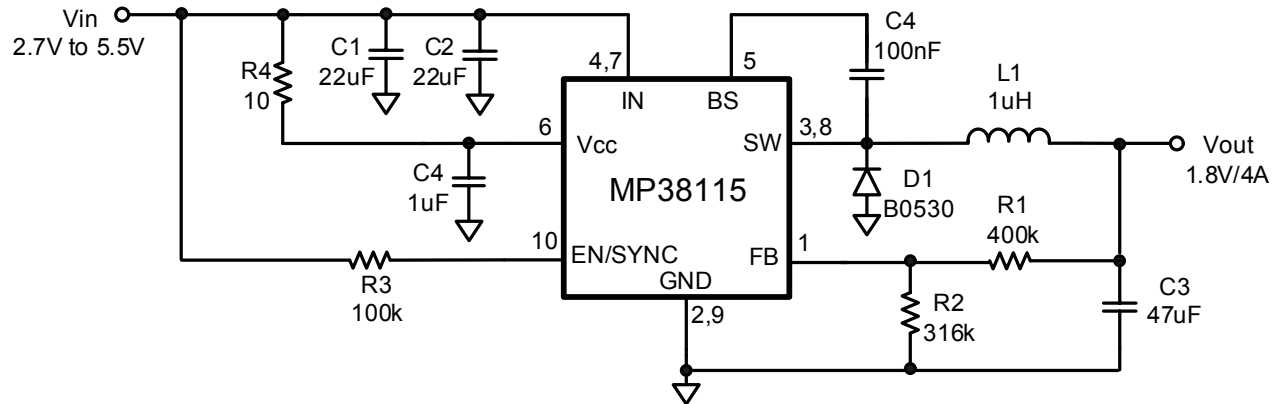 Vin
2.7V to 5.5V
R4
10
C1
22uF
C2
22uF
4,7
IN
5
BS
C4
100nF
L1
1uH
6
Vcc
3,8
SW
Vout
1.8V/4A
C4
1uF
MP38115
D1
B0530
10
EN/SYNC
1
FB
R1
400k
R3
100k
GND
2,9
R2
316k
C3
47uF